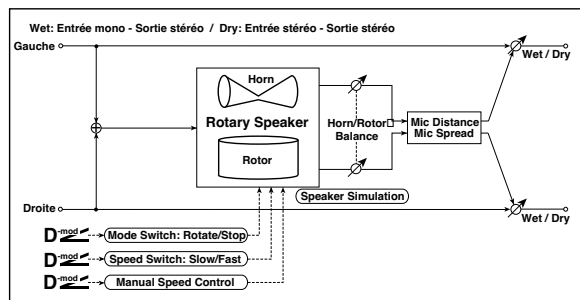 Wet: Entrée mono - Sortie stéréo / Dry: Entrée stéréo - Sortie stéréo
Gauche
Wet / Dry
Horn
Rotary Speaker
Rotor
Horn/Rotor
Balance
Mic Distance
Mic Spread
Speaker Simulation
Droite
Wet / Dry
D-mod
Mode Switch: Rotate/Stop
D-mod
Speed Switch: Slow/Fast
D-mod
Manual Speed Control